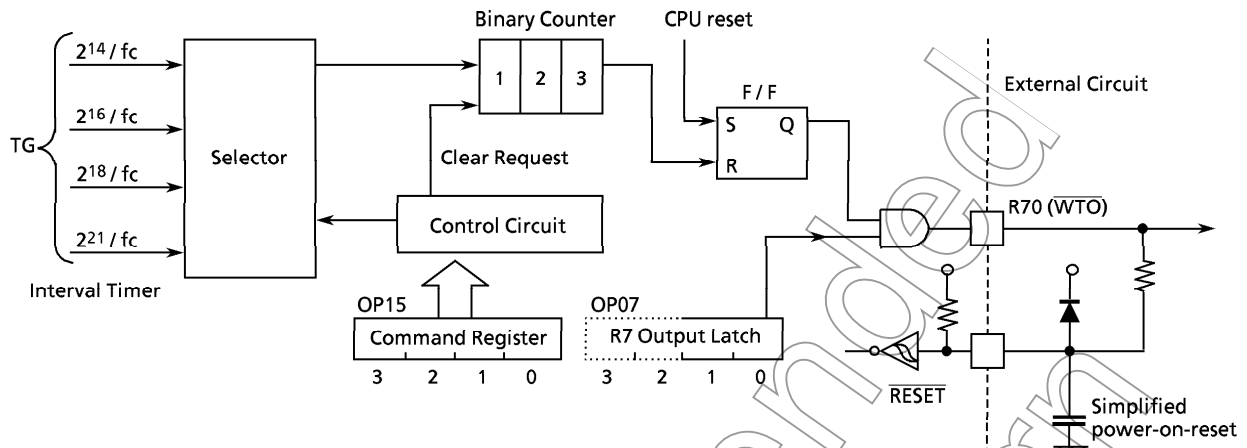 Binary Counter
CPU reset
2¹⁴ / fc
1 2 3
F / F
External Circuit
2¹⁶ / fc
S Q
TG
Selector
Clear Request
R
2¹⁸ / fc
Control Circuit
R70 (W̅T̅O̅)
2²¹ / fc
Interval Timer
OP15
OP07
Command Register
R7 Output Latch
3 2 1 0
3 2 1 0
R̅E̅S̅E̅T̅
Simplified
power-on-reset